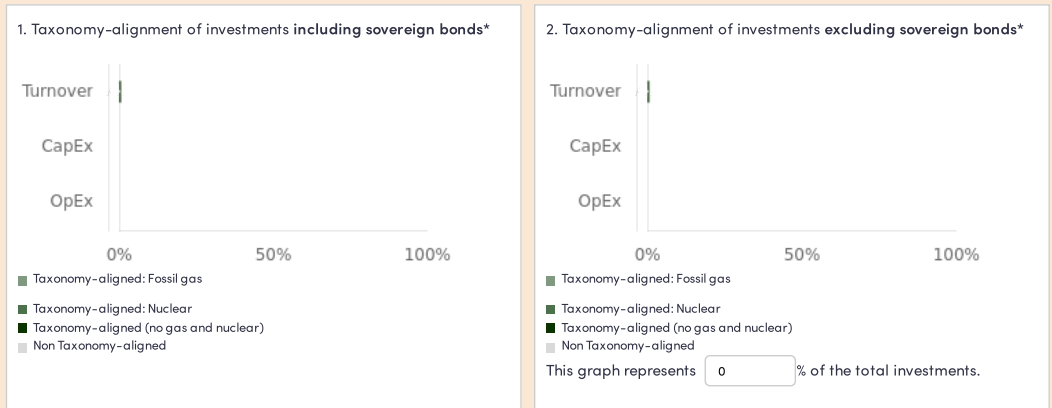 1. Taxonomy-alignment of investments including sovereign bonds*
Turnover
CapEx
OpEx
0% 50% 100%
Taxonomy-aligned: Fossil gas
Taxonomy-aligned: Nuclear
Taxonomy-aligned (no gas and nuclear)
Non Taxonomy-aligned
2. Taxonomy-alignment of investments excluding sovereign bonds*
Turnover
CapEx
OpEx
0% 50% 100%
Taxonomy-aligned: Fossil gas
Taxonomy-aligned: Nuclear
Taxonomy-aligned (no gas and nuclear)
Non Taxonomy-aligned
This graph represents 0 % of the total investments.